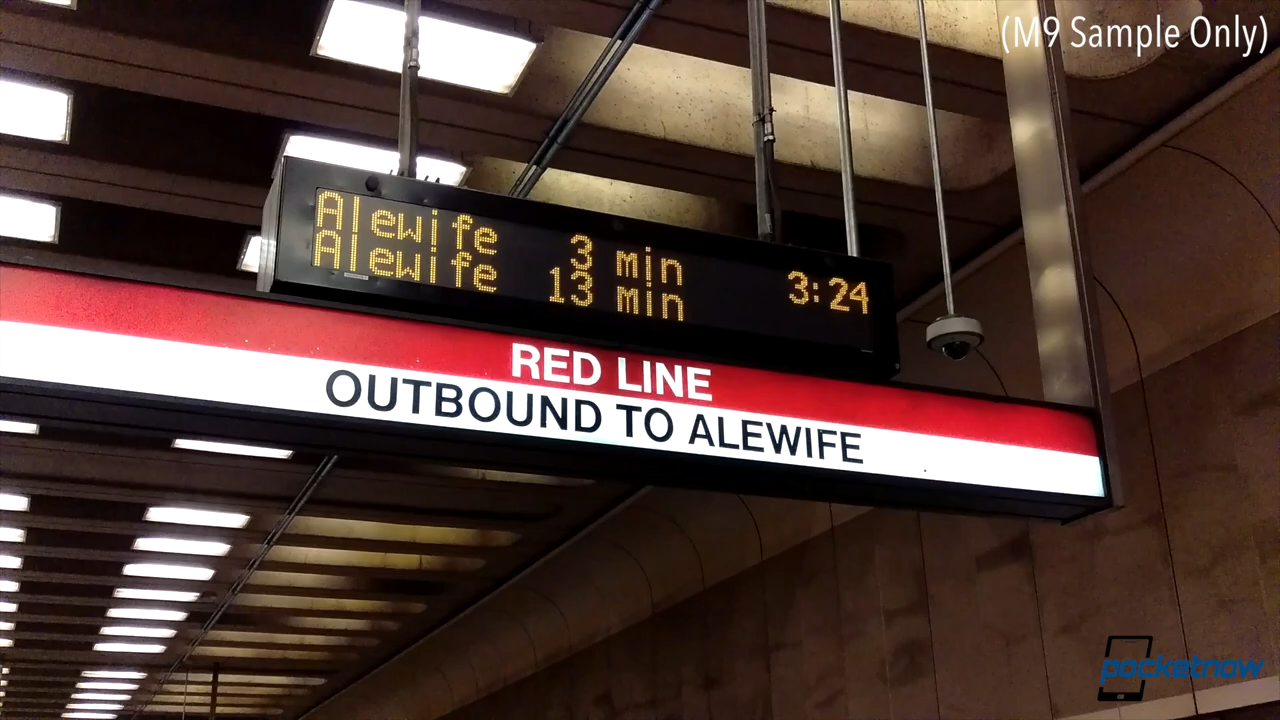 (M9 Sample Only)
Alewife 3 min
Alewife 13 min 3:24
RED LINE
OUTBOUND TO ALEWIFE
pocketnow